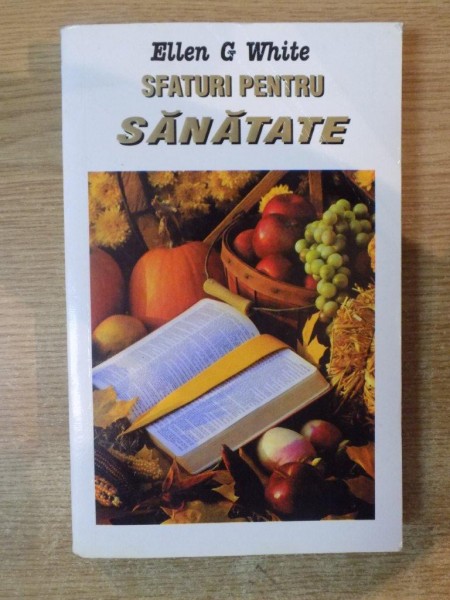 Ellen G White
SFATURI PENTRU
SĂNĂTATE